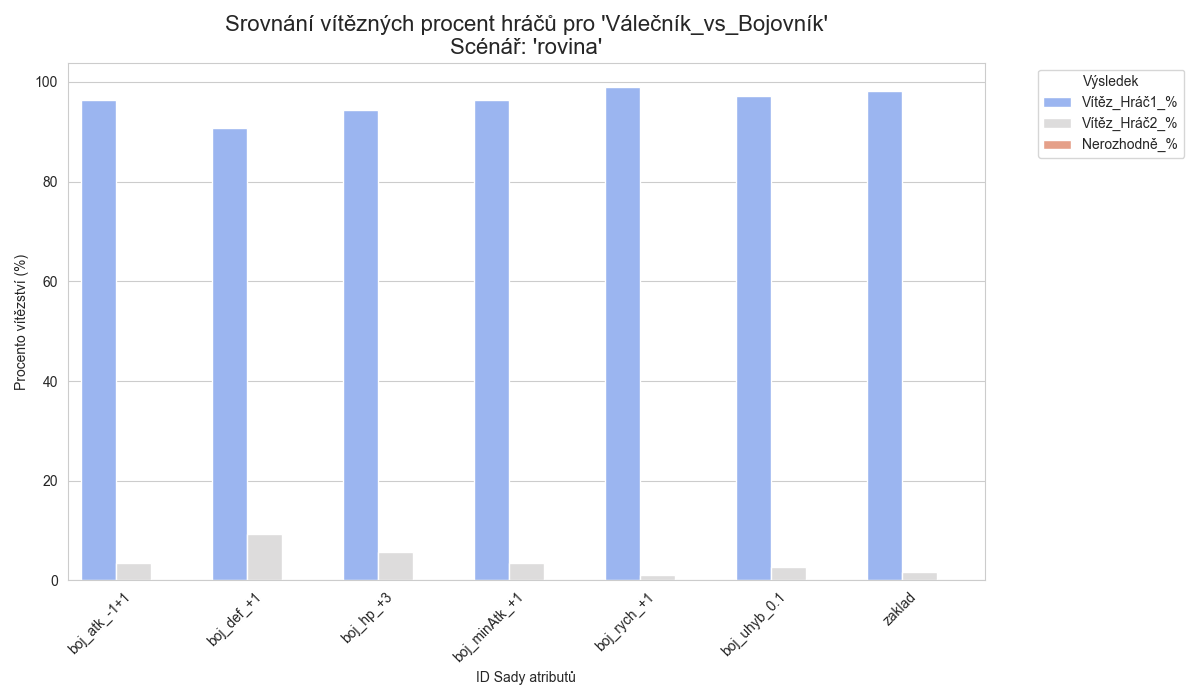 Srovnání vítězných procent hráčů pro 'Válečník_vs_Bojovník'
Scénář: 'rovina'
Výsledek
Vítěz_Hráč1_%
Vítěz_Hráč2_%
Nerozhodně_%
Procento vítězství (%)
100
80
60
40
20
0
boj_atk_-1+1
boj_def_+1
boj_hp_+3
boj_minAtk_+1
boj_rych_+1
boj_uhyb_0.1
zaklad
ID Sady atributů